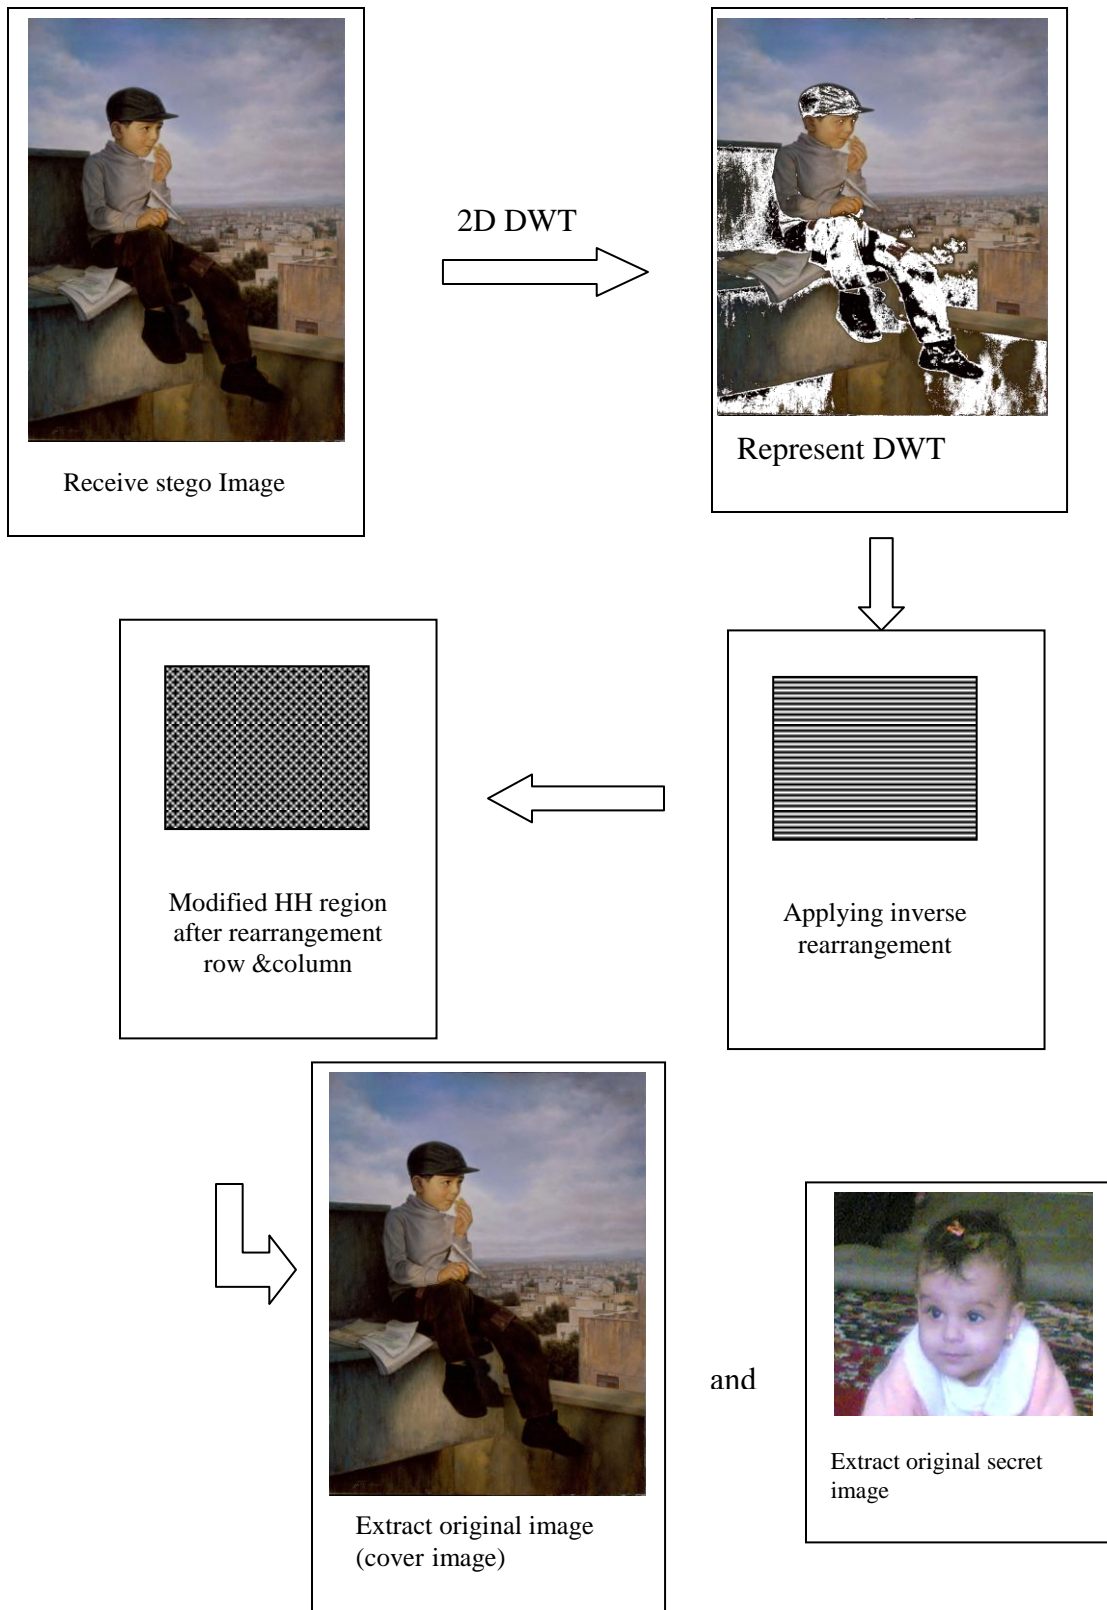 2D DWT
Receive stego Image
Represent DWT
Modified HH region
after rearrangement
row &column
Applying inverse
rearrangement
and
Extract original image
(cover image)
Extract original secret
image